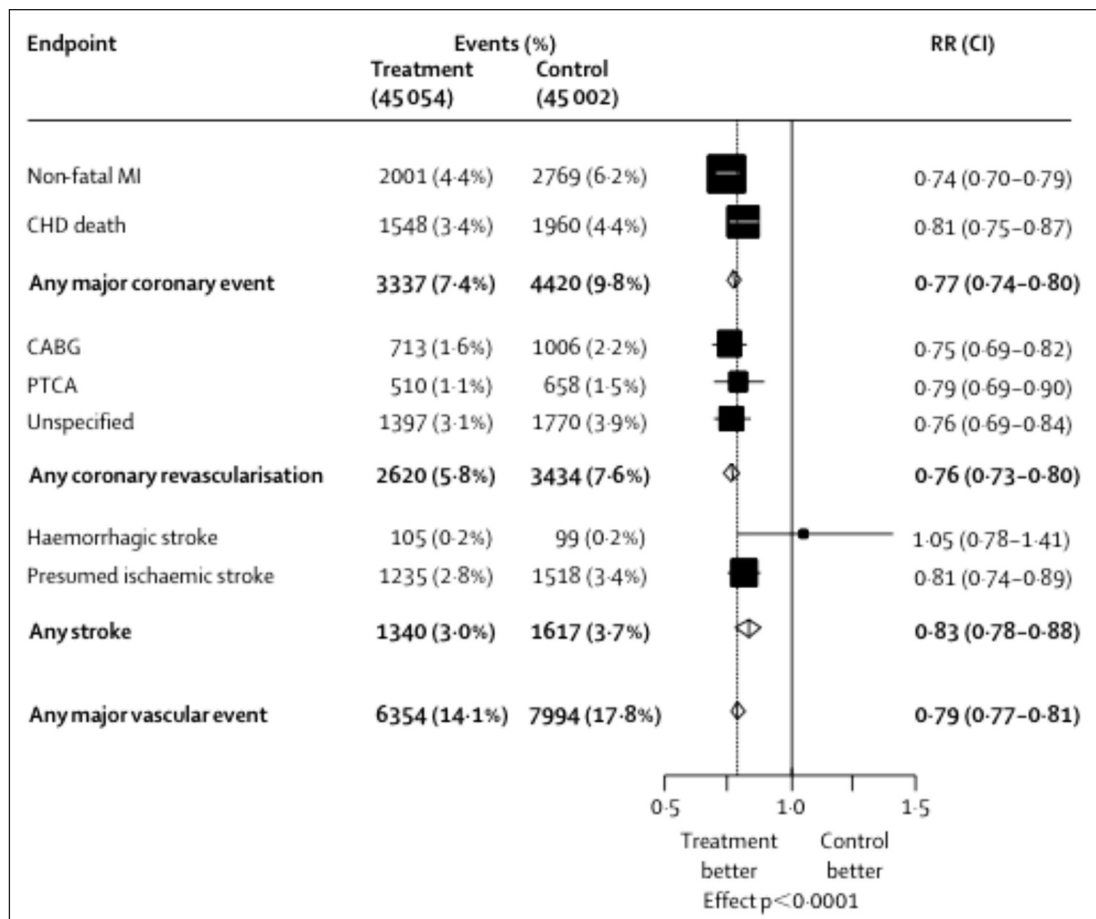 Endpoint Events (%) RR (CI)
Treatment Control
(45 054) (45 002)
Non-fatal MI 2001 (4·4%) 2769 (6·2%) 0·74 (0·70–0·79)
CHD death 1548 (3·4%) 1960 (4·4%) 0·81 (0·75–0·87)
Any major coronary event 3337 (7·4%) 4420 (9·8%) 0·77 (0·74–0·80)
CABG 713 (1·6%) 1006 (2·2%) 0·75 (0·69–0·82)
PTCA 510 (1·1%) 658 (1·5%) 0·79 (0·69–0·90)
Unspecified 1397 (3·1%) 1770 (3·9%) 0·76 (0·69–0·84)
Any coronary revascularisation 2620 (5·8%) 3434 (7·6%) 0·76 (0·73–0·80)
Haemorrhagic stroke 105 (0·2%) 99 (0·2%) 1·05 (0·78–1·41)
Presumed ischaemic stroke 1235 (2·8%) 1518 (3·4%) 0·81 (0·74–0·89)
Any stroke 1340 (3·0%) 1617 (3·7%) 0·83 (0·78–0·88)
Any major vascular event 6354 (14·1%) 7994 (17·8%) 0·79 (0·77–0·81)
0·5 1·0 1·5
Treatment Control
better better
Effect p<0·0001